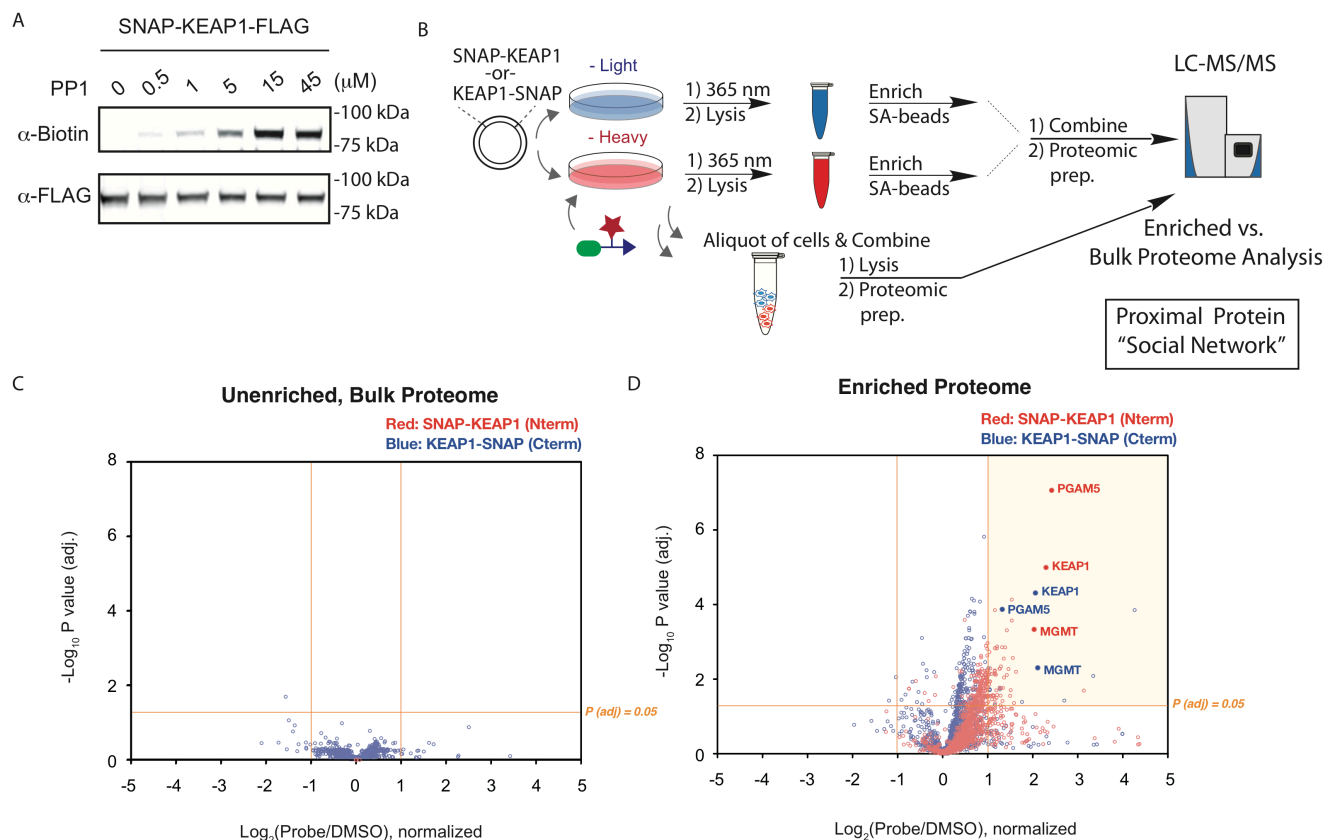 A
SNAP-KEAP1-FLAG
PP1
0 0.5 1 5 15 45 (μM)
α-Biotin
-100 kDa
-75 kDa
α-FLAG
-100 kDa
-75 kDa
B
SNAP-KEAP1
-or-
KEAP1-SNAP
- Light
- Heavy
1) 365 nm
2) Lysis
1) 365 nm
2) Lysis
Enrich
SA-beads
Enrich
SA-beads
1) Combine
2) Proteomic
prep.
LC-MS/MS
Aliquot of cells & Combine
1) Lysis
2) Proteomic
prep.
Enriched vs.
Bulk Proteome Analysis
Proximal Protein
“Social Network”
C
Unenriched, Bulk Proteome
Red: SNAP-KEAP1 (Nterm)
Blue: KEAP1-SNAP (Cterm)
8
6
4
2
0
-Log10 P value (adj.)
P (adj) = 0.05
-5 -4 -3 -2 -1 0 1 2 3 4 5
Log2(Probe/DMSO), normalized
D
Enriched Proteome
Red: SNAP-KEAP1 (Nterm)
Blue: KEAP1-SNAP (Cterm)
8
6
4
2
0
-Log10 P value (adj.)
PGAM5
KEAP1
KEAP1
PGAM5
MGMT
MGMT
P (adj) = 0.05
-5 -4 -3 -2 -1 0 1 2 3 4 5
Log2(Probe/DMSO), normalized